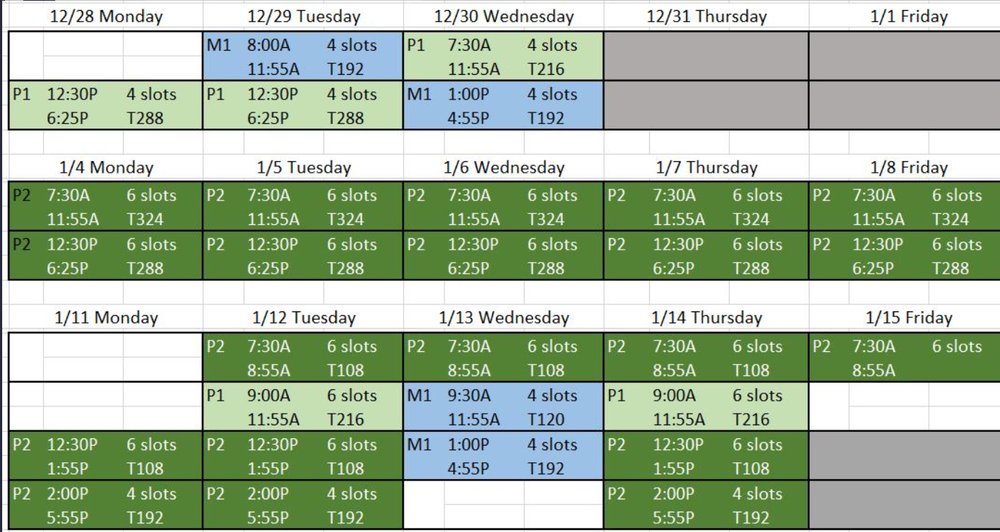 12/28 Monday 12/29 Tuesday 12/30 Wednesday 12/31 Thursday 1/1 Friday
M1 8:00A 4 slots P1 7:30A 4 slots
11:55A T192 11:55A T216
P1 12:30P 4 slots P1 12:30P 4 slots M1 1:00P 4 slots
6:25P T288 6:25P T288 4:55P T192
1/4 Monday 1/5 Tuesday 1/6 Wednesday 1/7 Thursday 1/8 Friday
P2 7:30A 6 slots P2 7:30A 6 slots P2 7:30A 6 slots P2 7:30A 6 slots P2 7:30A 6 slots
11:55A T324 11:55A T324 11:55A T324 11:55A T324 11:55A T324
P2 12:30P 6 slots P2 12:30P 6 slots P2 12:30P 6 slots P2 12:30P 6 slots P2 12:30P 6 slots
6:25P T288 6:25P T288 6:25P T288 6:25P T288 6:25P T288
1/11 Monday 1/12 Tuesday 1/13 Wednesday 1/14 Thursday 1/15 Friday
P2 7:30A 6 slots P2 7:30A 6 slots P2 7:30A 6 slots P2 7:30A 6 slots
8:55A T108 8:55A T108 8:55A T108 8:55A
P1 9:00A 6 slots M1 9:30A 4 slots P1 9:00A 6 slots
11:55A T216 11:55A T120 11:55A T216
P2 12:30P 6 slots P2 12:30P 6 slots M1 1:00P 4 slots P2 12:30P 6 slots
1:55P T108 1:55P T108 4:55P T192 1:55P T108
P2 2:00P 4 slots P2 2:00P 4 slots P2 2:00P 4 slots
5:55P T192 5:55P T192 5:55P T192